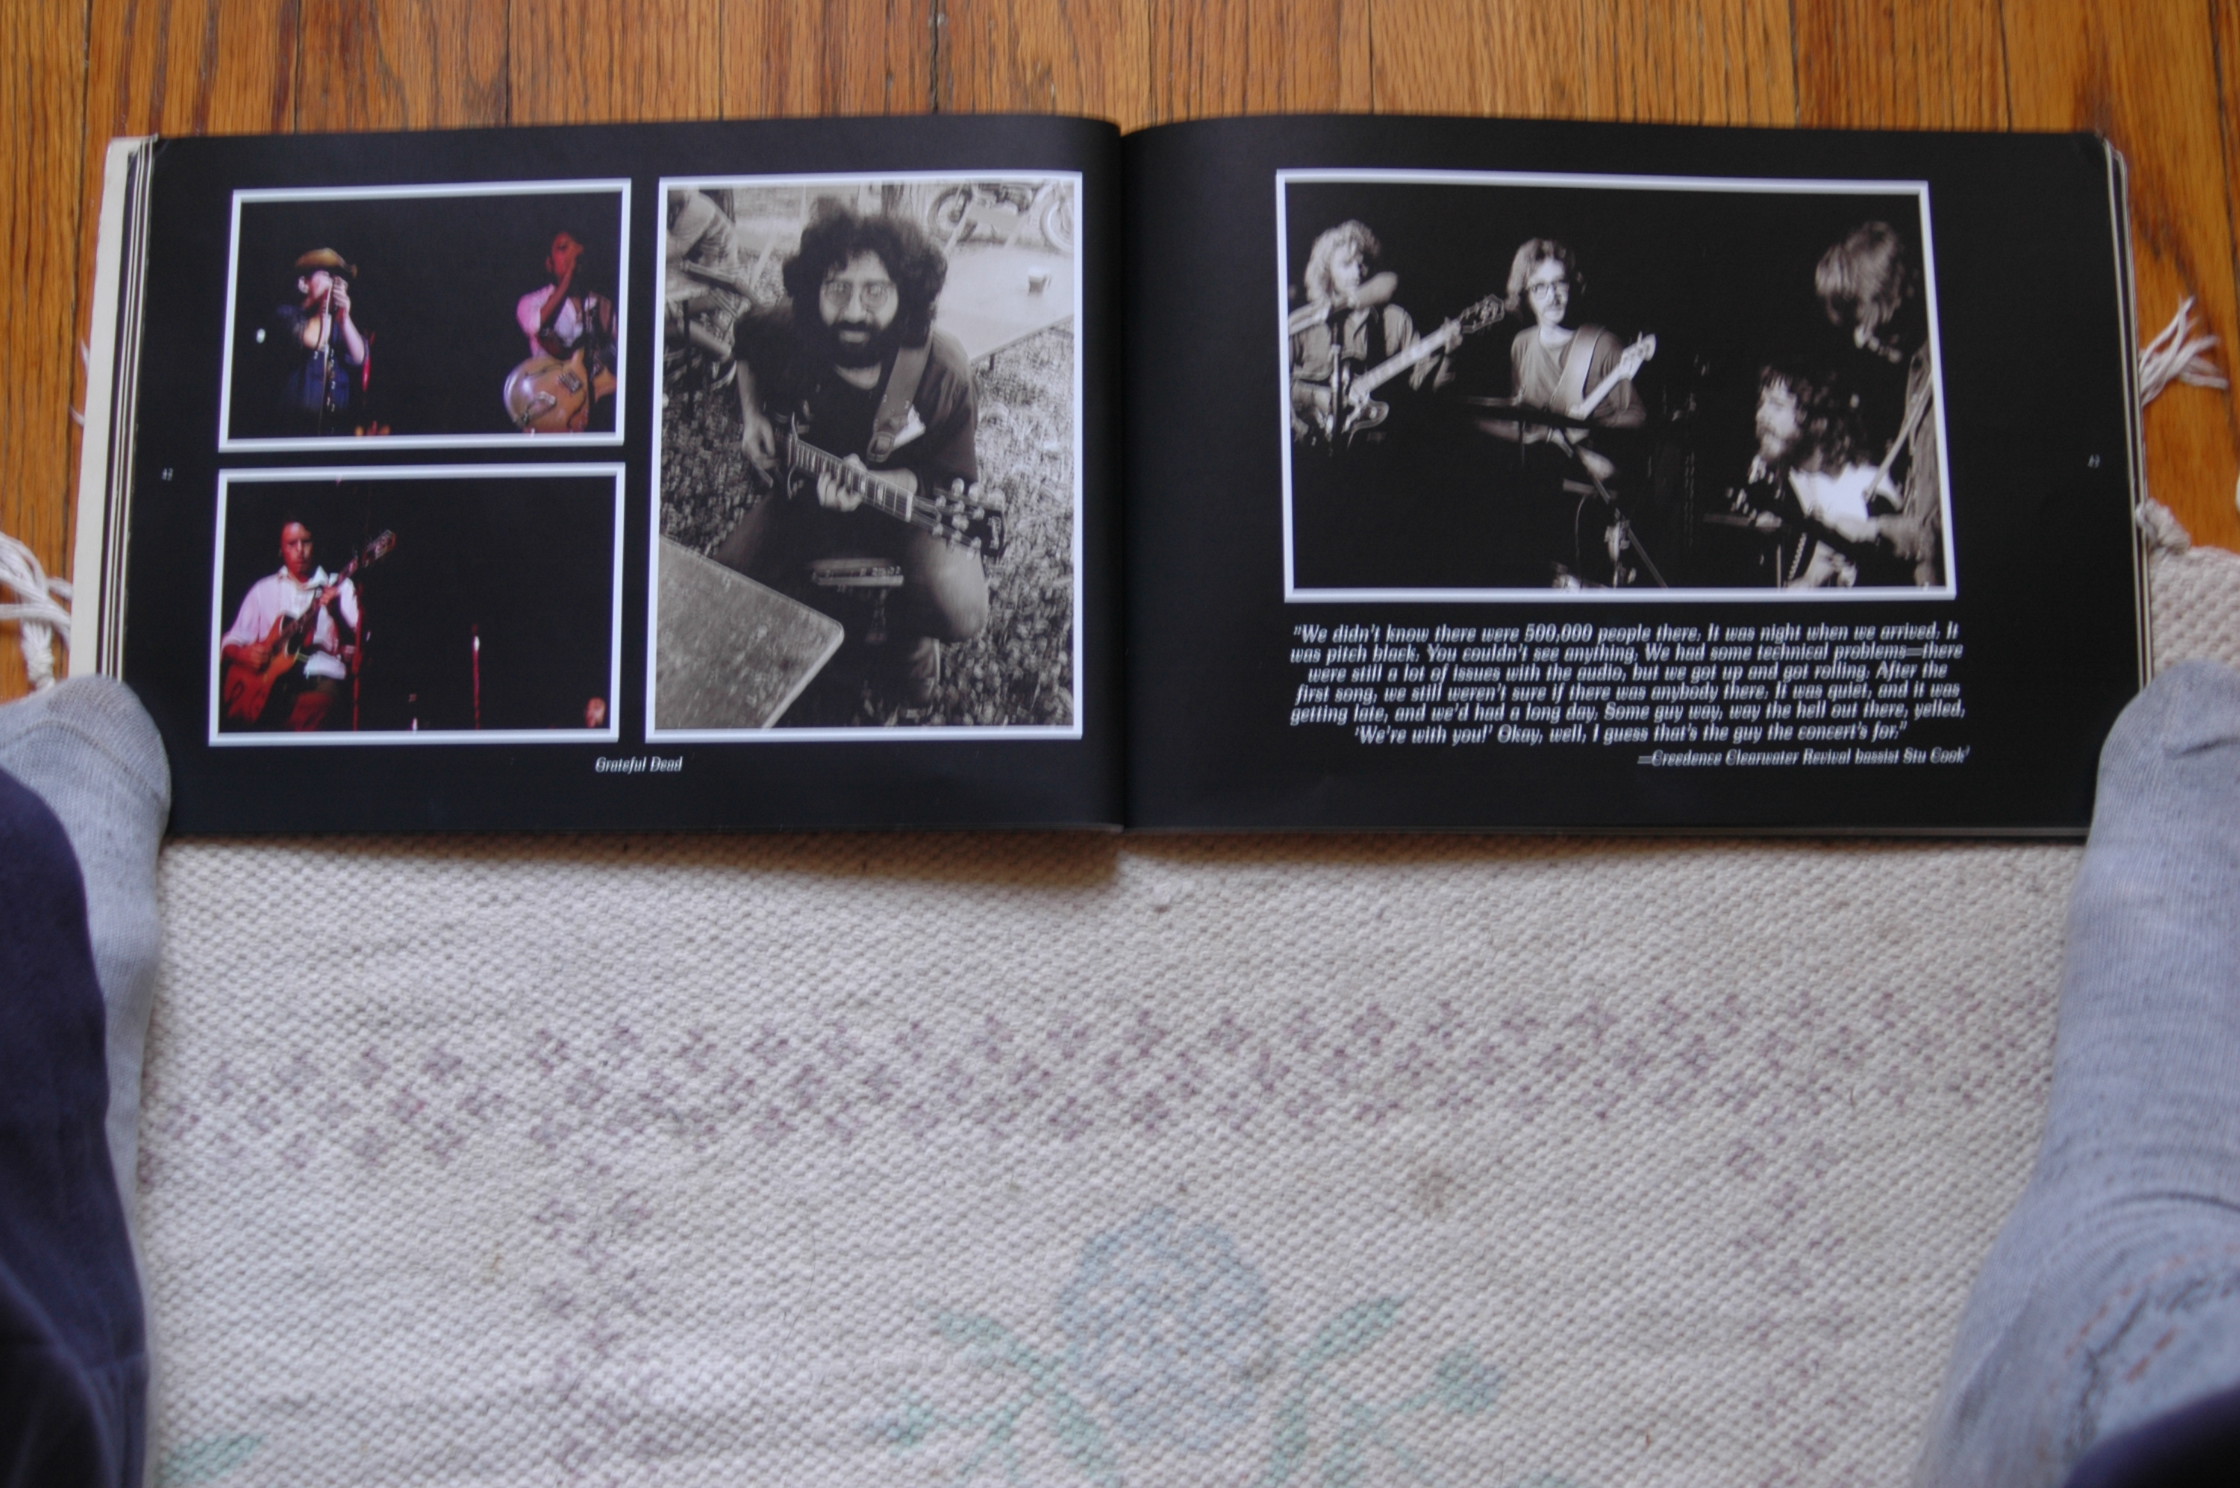 Grateful Dead
"We didn't know there were 500,000 people there. It was night when we arrived. It
was pitch black. You couldn't see anything. We had some technical problems—there
were still a lot of issues with the audio, but we got up and got rolling. After the
first song, we still weren't sure if there was anybody there. It was quiet, and it was
getting late, and we'd had a long day. Some guy way, way the hell out there, yelled,
'We're with you!' Okay, well, I guess that's the guy the concert's for."
—Creedence Clearwater Revival bassist Stu Cook